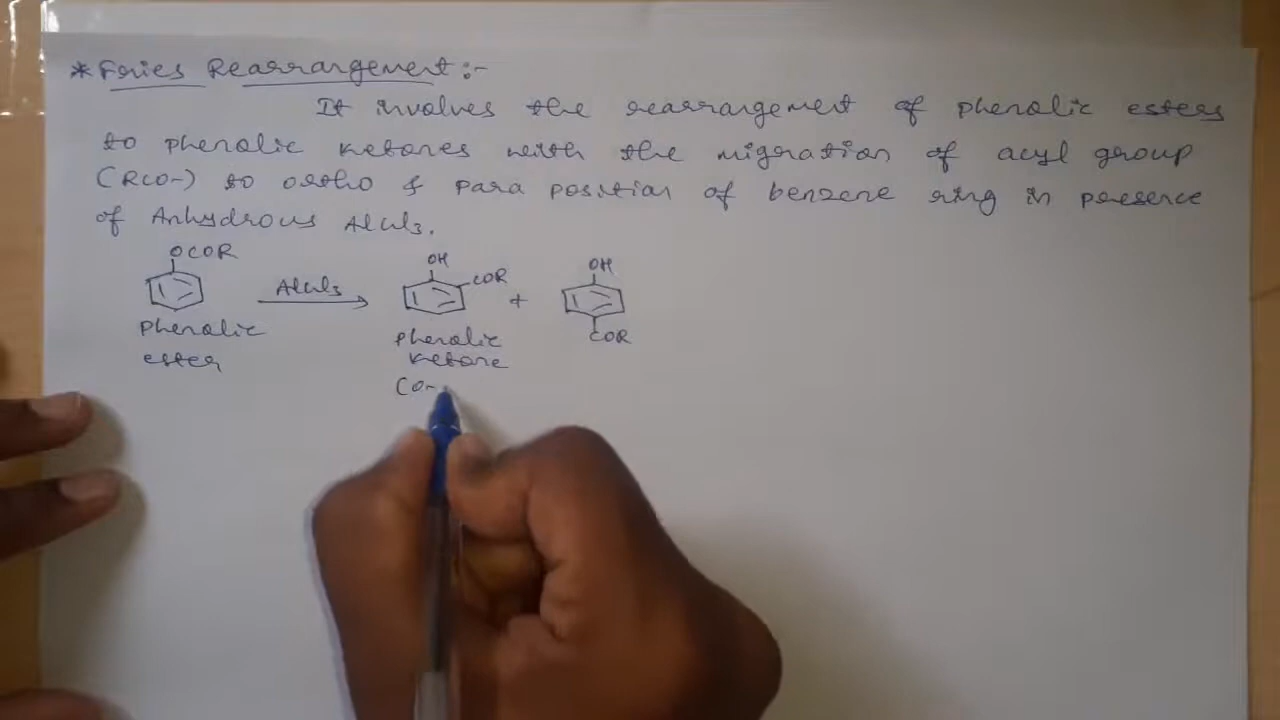 * Fries Rearrangement :-
It involves the rearrangement of phenolic esters
to phenolic ketones with the migration of acyl group
(RCO-) to ortho & para position of benzene ring in presence
of Anhydrous AlCl3.
OCOR
AlCl3
OH
COR
+
OH
COR
Phenolic
ester
Phenolic
ketone
(o-